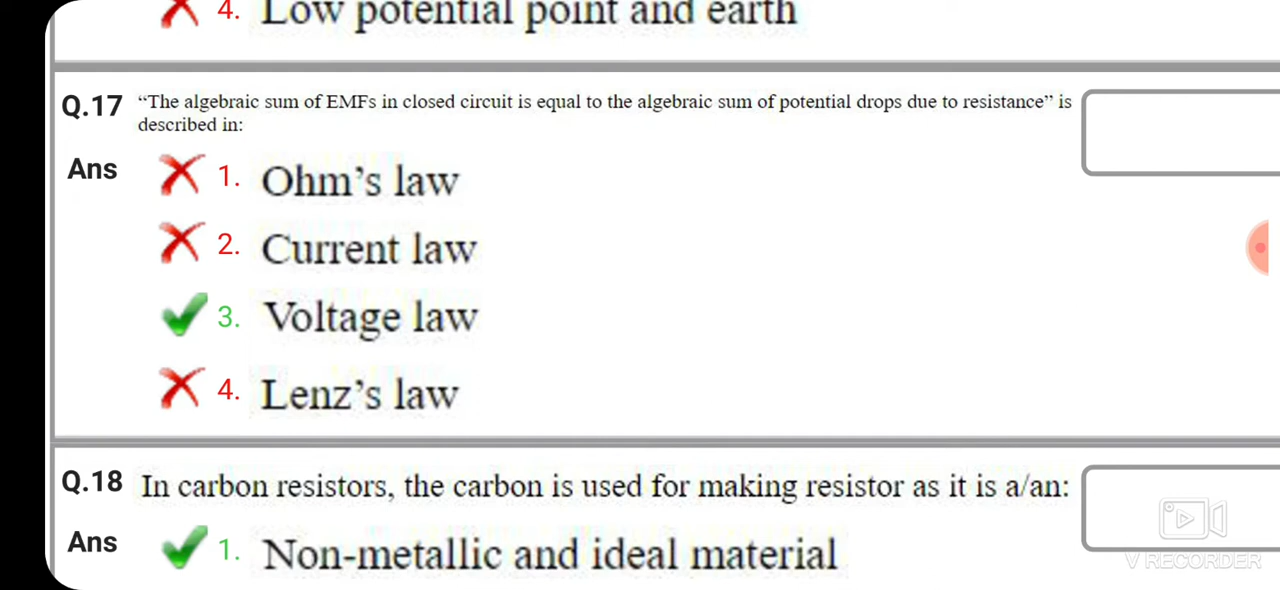 4. Low potential point and earth
Q.17 “The algebraic sum of EMFs in closed circuit is equal to the algebraic sum of potential drops due to resistance” is
described in:
Ans 1. Ohm’s law
2. Current law
3. Voltage law
4. Lenz’s law
Q.18 In carbon resistors, the carbon is used for making resistor as it is a/an:
Ans 1. Non-metallic and ideal material
V RECORDER